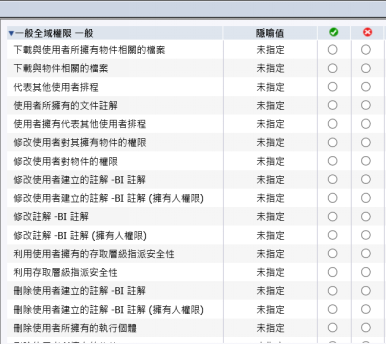 ▼一般全域權限 一般 隱喻值
下載與使用者所擁有物件相關的檔案 未指定
下載與物件相關的檔案 未指定
代表其他使用者排程 未指定
使用者所擁有的文件註解 未指定
使用者擁有代表其他使用者排程 未指定
修改使用者對其擁有物件的權限 未指定
修改使用者對物件的權限 未指定
修改使用者建立的註解 -BI 註解 未指定
修改使用者建立的註解 -BI 註解 (擁有人權限) 未指定
修改註解 -BI 註解 未指定
修改註解 -BI 註解 (擁有人權限) 未指定
利用使用者擁有的存取層級指派安全性 未指定
利用存取層級指派安全性 未指定
刪除使用者建立的註解 -BI 註解 未指定
刪除使用者建立的註解 -BI 註解 (擁有人權限) 未指定
刪除使用者所擁有的執行個體 未指定